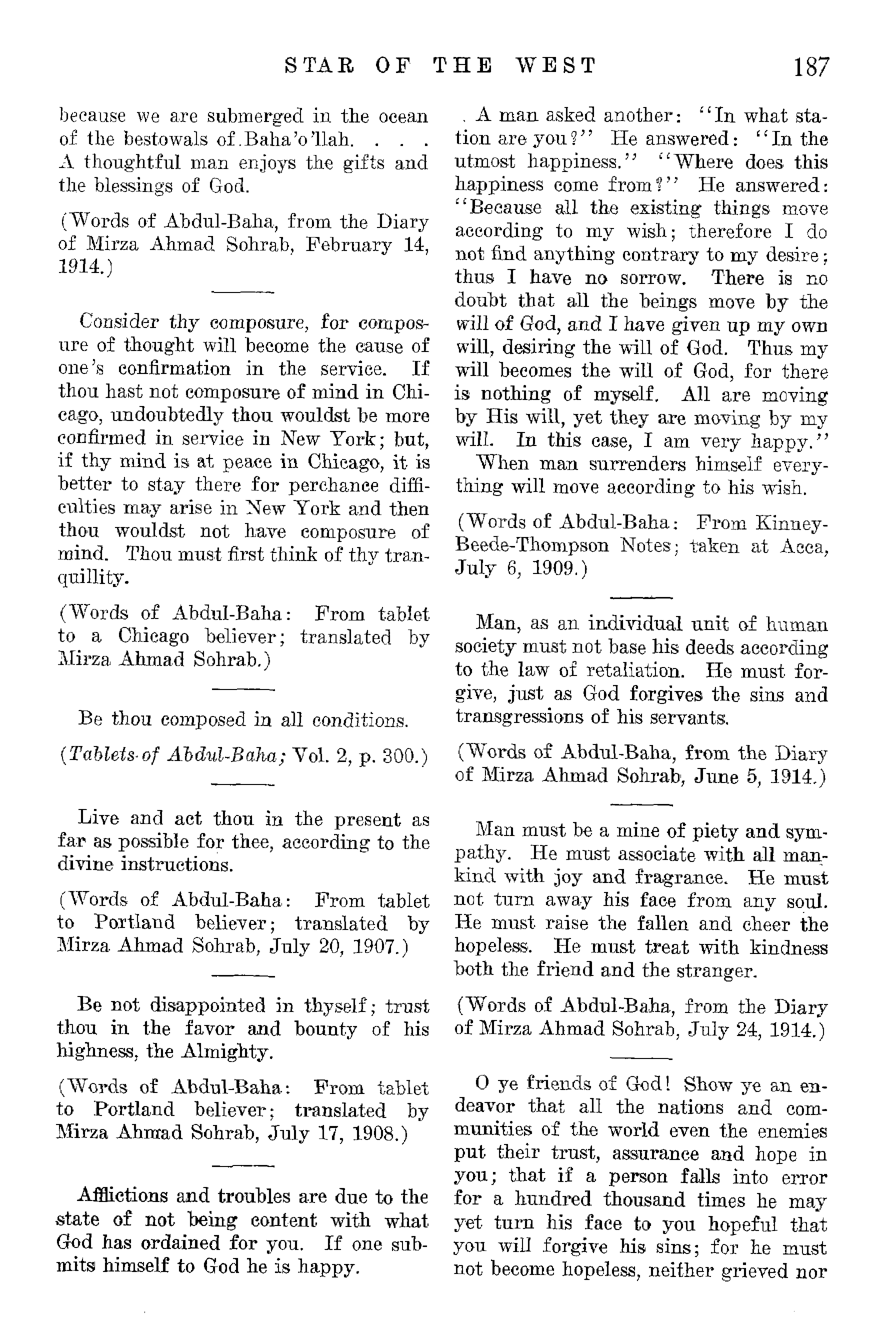 STAR OF THE WEST 187
because we are submerged in the ocean
of the bestowals of Baha'o'llah. . . .
A thoughtful man enjoys the gifts and
the blessings of God.
(Words of Abdul-Baha, from the Diary
of Mirza Ahmad Sohrab, February 14,
1914.)
Consider thy composure, for compos-
ure of thought will become the cause of
one's confirmation in the service. If
thou hast not composure of mind in Chi-
cago, undoubtedly thou wouldst be more
confirmed in service in New York; but,
if thy mind is at peace in Chicago, it is
better to stay there for perchance diffi-
culties may arise in New York and then
thou wouldst not have composure of
mind. Thou must first think of thy tran-
quillity.
(Words of Abdul-Baha: From tablet
to a Chicago believer; translated by
Mirza Ahmad Sohrab.)
Be thou composed in all conditions.
(Tablets of Abdul-Baha; Vol. 2, p. 300.)
Live and act thou in the present as
far as possible for thee, according to the
divine instructions.
(Words of Abdul-Baha: From tablet
to Portland believer; translated by
Mirza Ahmad Sohrab, July 20, 1907.)
Be not disappointed in thyself; trust
thou in the favor and bounty of his
highness, the Almighty.
(Words of Abdul-Baha: From tablet
to Portland believer; translated by
Mirza Ahmad Sohrab, July 17, 1908.)
Afflictions and troubles are due to the
state of not being content with what
God has ordained for you. If one sub-
mits himself to God he is happy.
A man asked another: "In what sta-
tion are you?" He answered: "In the
utmost happiness." "Where does this
happiness come from?" He answered:
"Because all the existing things move
according to my wish; therefore I do
not find anything contrary to my desire;
thus I have no sorrow. There is no
doubt that all the beings move by the
will of God, and I have given up my own
will, desiring the will of God. Thus my
will becomes the will of God, for there
is nothing of myself. All are moving
by His will, yet they are moving by my
will. In this case, I am very happy."
When man surrenders himself every-
thing will move according to his wish.
(Words of Abdul-Baha: From Kinney-
Beede-Thompson Notes; taken at Acca,
July 6, 1909.)
Man, as an individual unit of human
society must not base his deeds according
to the law of retaliation. He must for-
give, just as God forgives the sins and
transgressions of his servants.
(Words of Abdul-Baha, from the Diary
of Mirza Ahmad Sohrab, June 5, 1914.)
Man must be a mine of piety and sym-
pathy. He must associate with all man-
kind with joy and fragrance. He must
not turn away his face from any soul.
He must raise the fallen and cheer the
hopeless. He must treat with kindness
both the friend and the stranger.
(Words of Abdul-Baha, from the Diary
of Mirza Ahmad Sohrab, July 24, 1914.)
O ye friends of God! Show ye an en-
deavor that all the nations and com-
munities of the world even the enemies
put their trust, assurance and hope in
you; that if a person falls into error
for a hundred thousand times he may
yet turn his face to you hopeful that
you will forgive his sins; for he must
not become hopeless, neither grieved nor